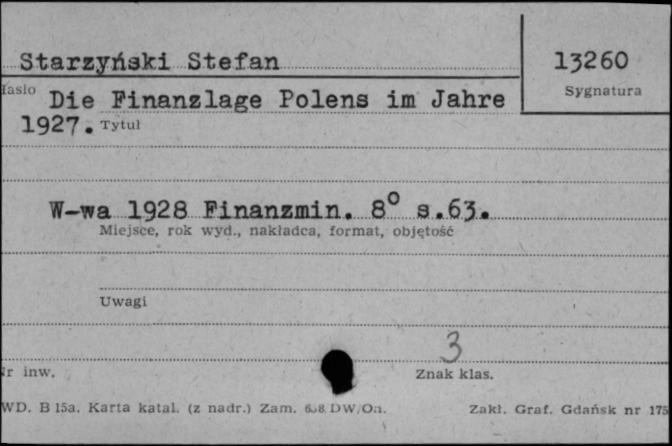 Starzyński Stefan
13260
Sygnatura
Hasło
Die Finanzlage Polens im Jahre
1927. Tytuł
W-wa 1928 Finanzmin. 8° s.63.
Miejsce, rok wyd., nakładca, format, objętość
Uwagi
3
Nr inw.
Znak klas.
WD. B 15a. Karta katal. (z nadr.) Zam. DW/On.
Zakł. Graf. Gdańsk nr 175